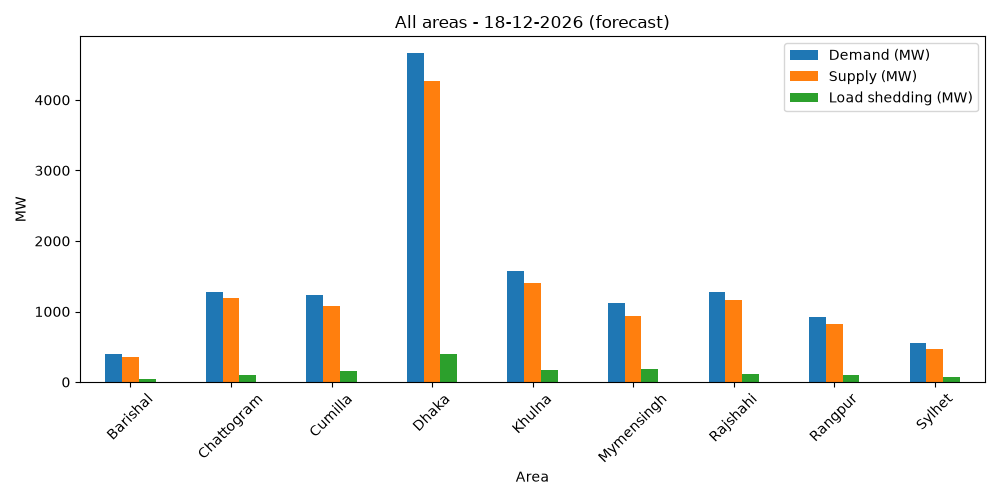 All areas - 18-12-2026 (forecast)
Demand (MW)
Supply (MW)
Load shedding (MW)
MW
4000
3000
2000
1000
0
Barishal
Chattogram
Cumilla
Dhaka
Khulna
Mymensingh
Rajshahi
Rangpur
Sylhet
Area